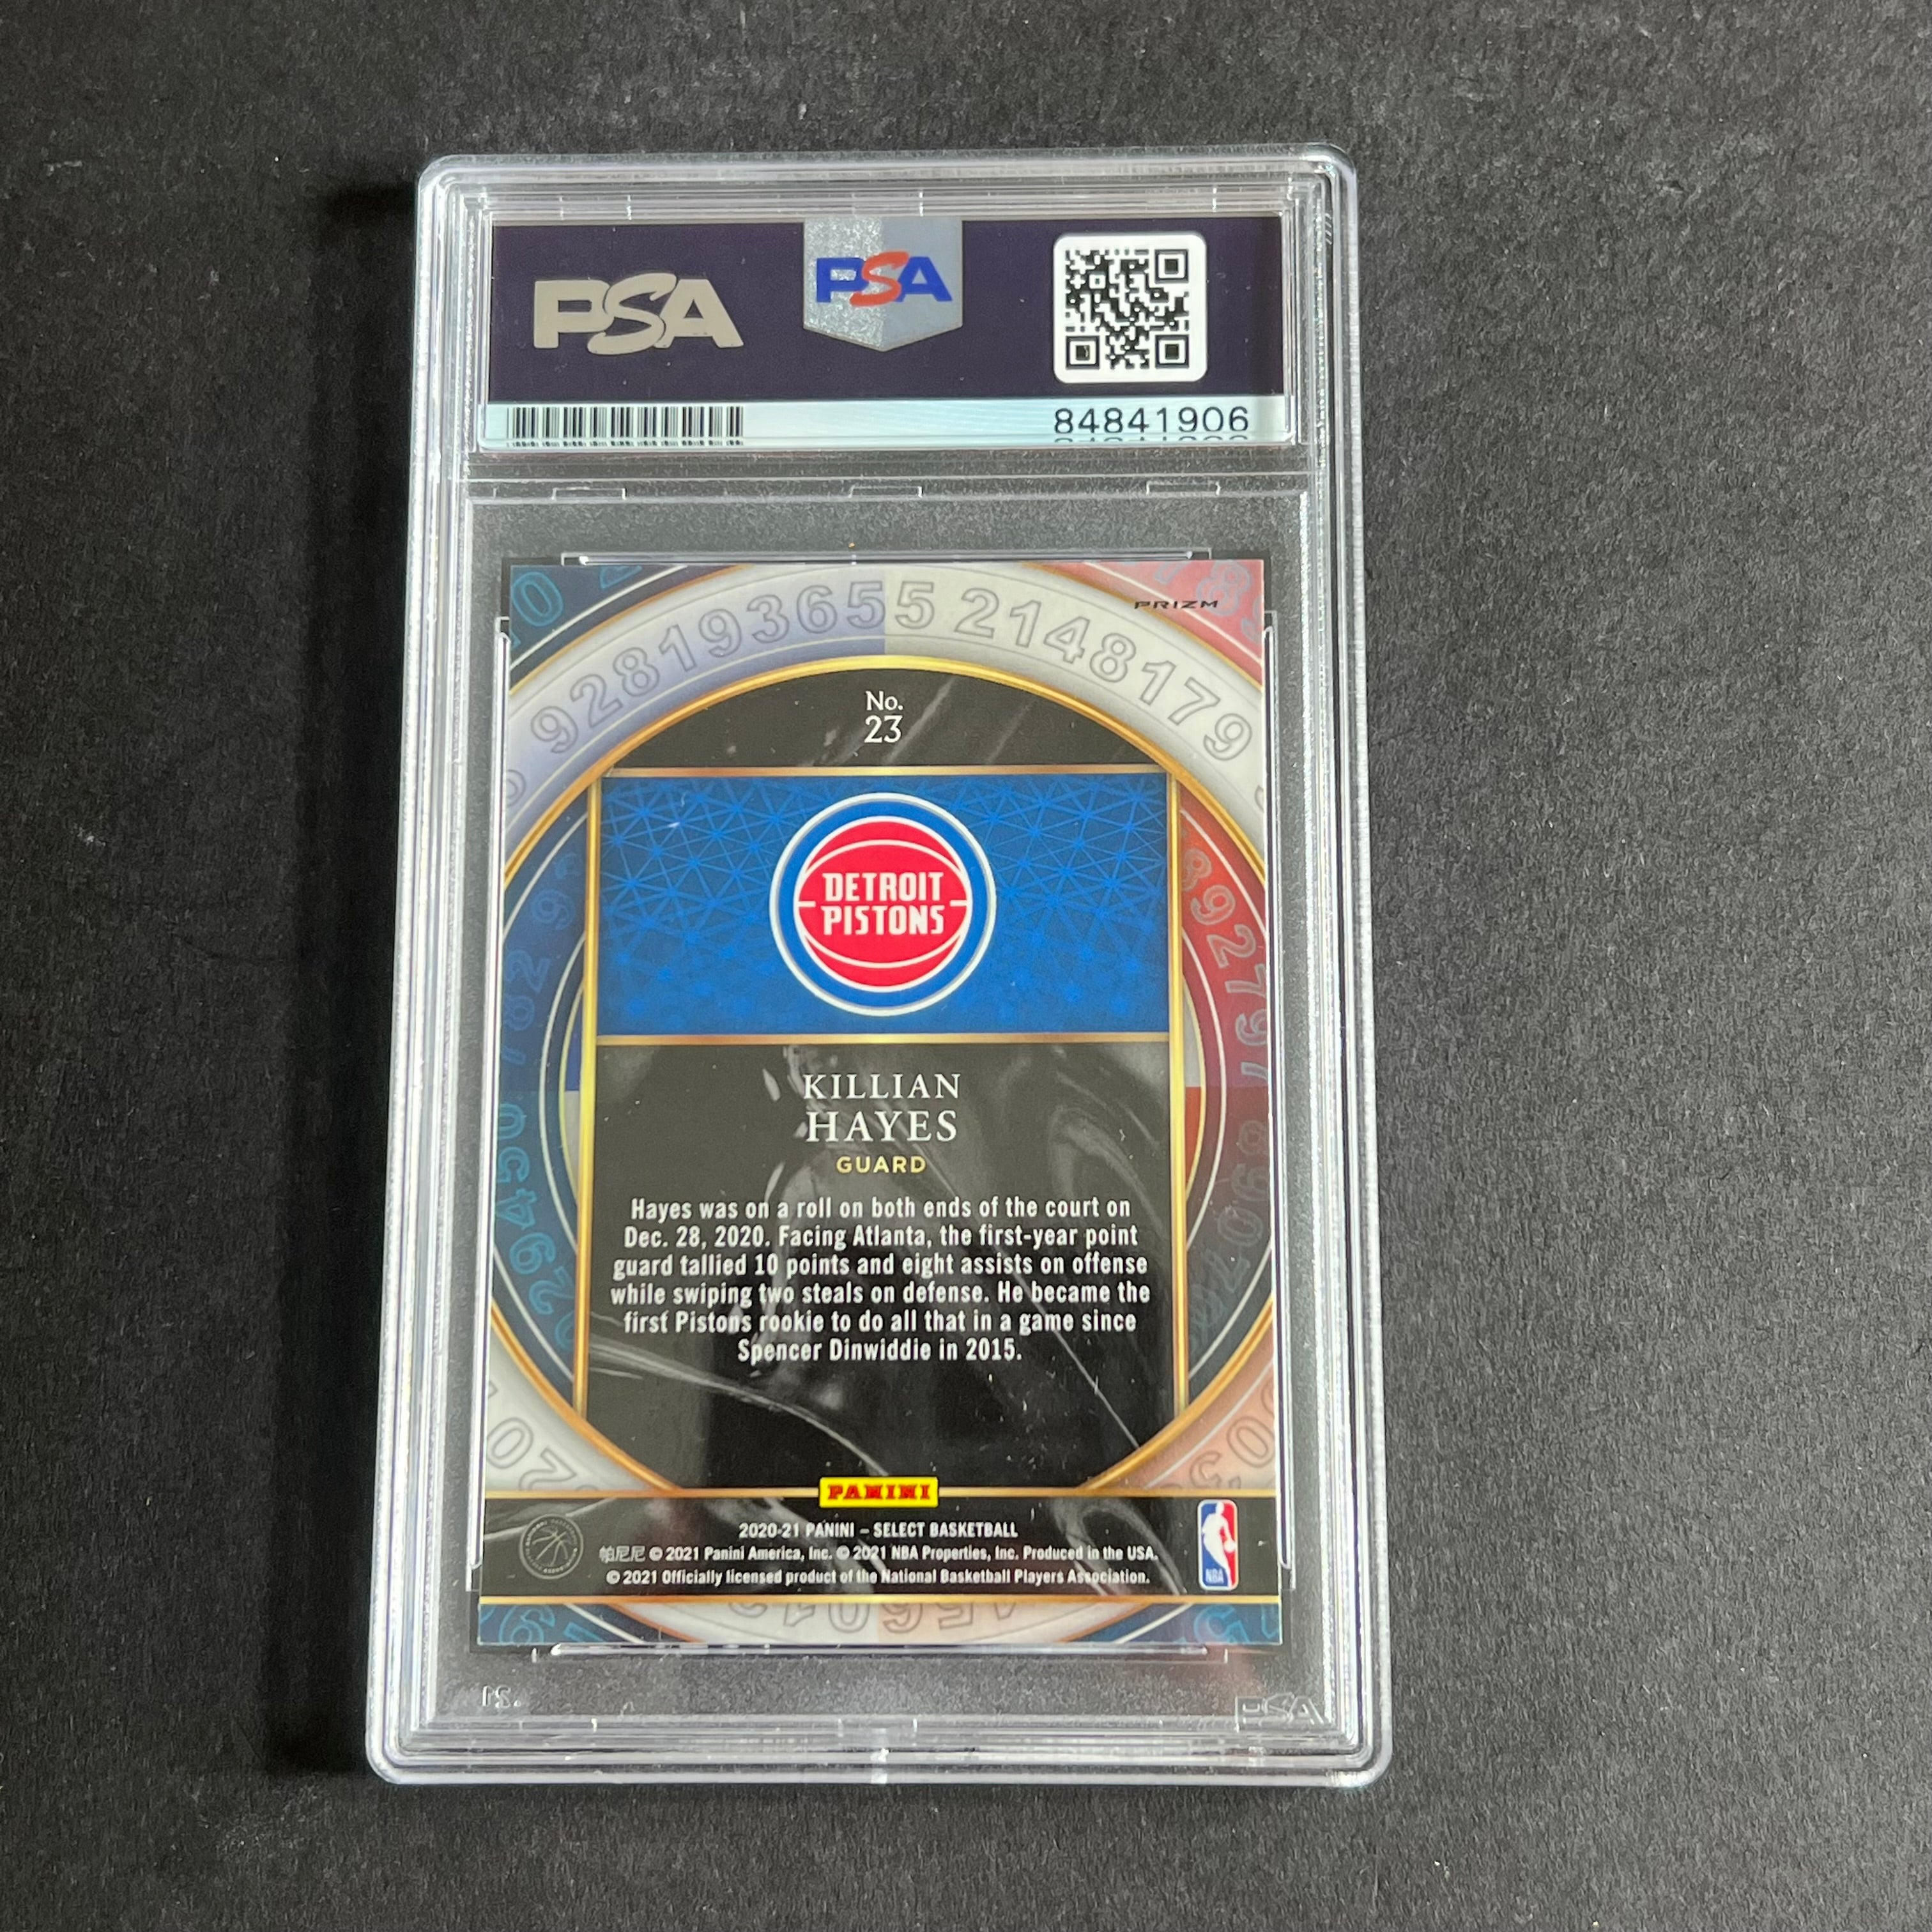 PSA
PSA
84841906
PRIZM
928193655 2148179
No.
23
DETROIT
PISTONS
KILLIAN
HAYES
GUARD
Hayes was on a roll on both ends of the court on
Dec. 28, 2020. Facing Atlanta, the first-year point
guard tallied 10 points and eight assists on offense
while swiping two steals on defense. He became the
first Pistons rookie to do all that in a game since
Spencer Dinwiddie in 2015.
PANINI
2020-21 PANINI – SELECT BASKETBALL
帕尼尼 © 2021 Panini America, Inc. © 2021 NBA Properties, Inc. Produced in the USA.
© 2021 Officially licensed product of the National Basketball Players Association.
NBA
PSA